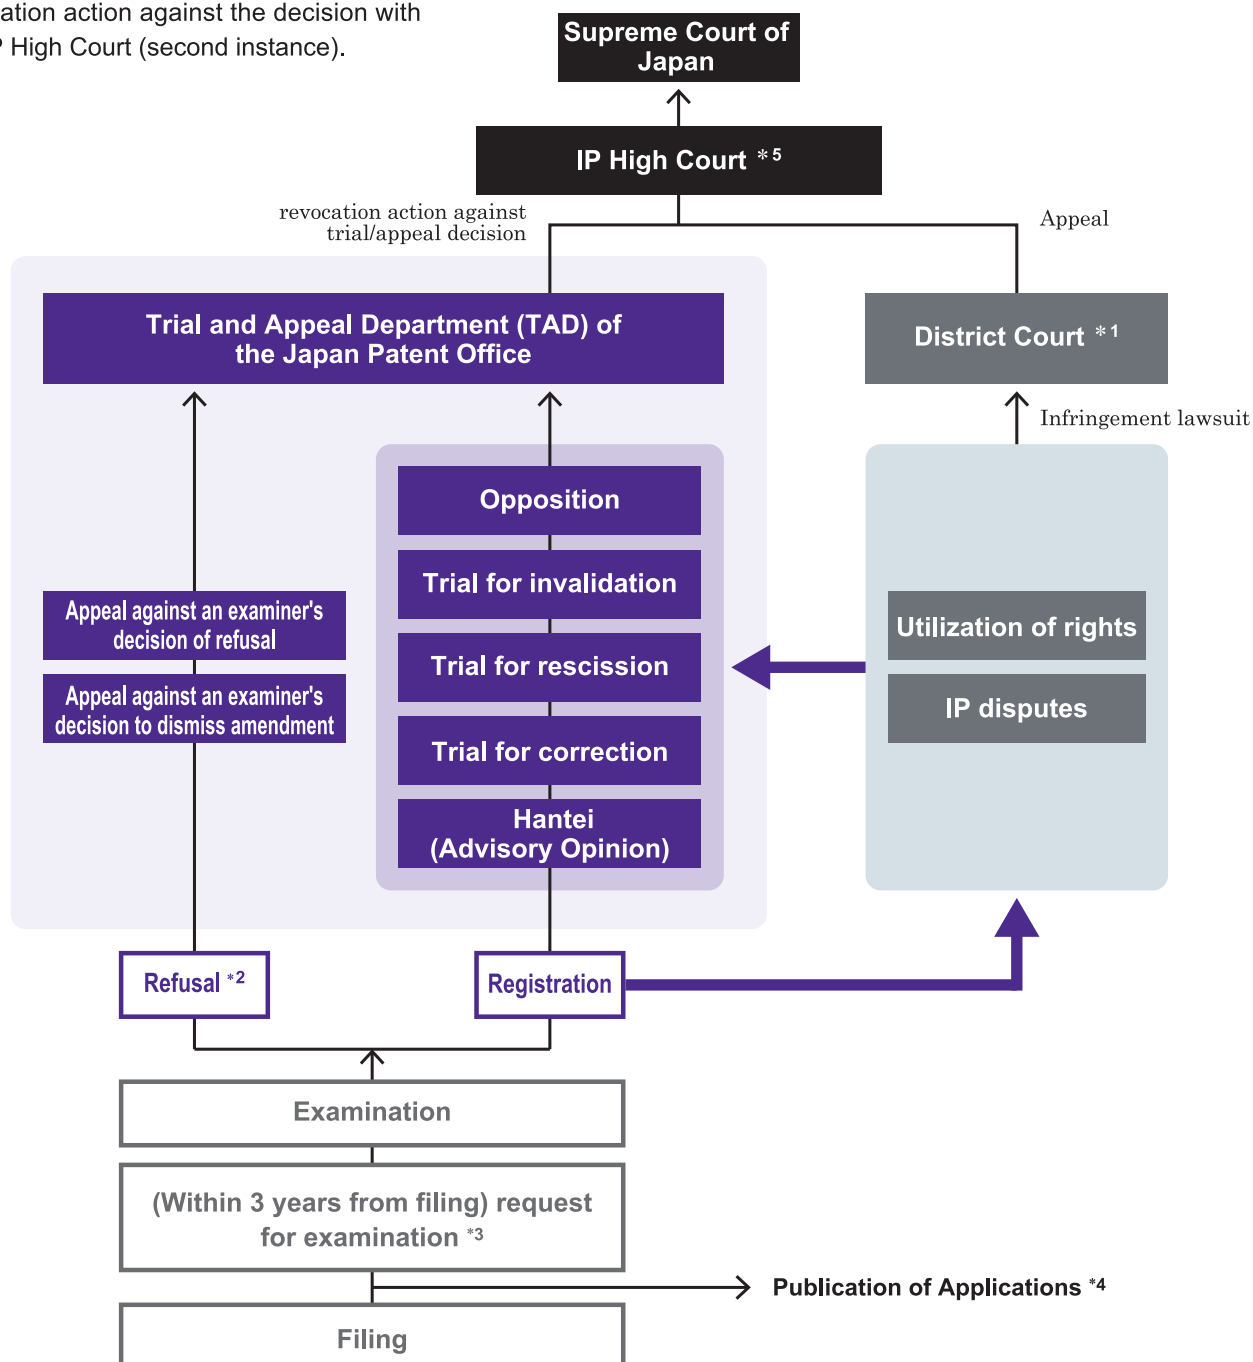 action against the decision with
High Court (second instance).
Supreme Court of
Japan
IP High Court *5
revocation action against
trial/appeal decision
Appeal
Trial and Appeal Department (TAD) of
the Japan Patent Office
District Court *1
Infringement lawsuit
Opposition
Trial for invalidation
Appeal against an examiner's
decision of refusal
Utilization of rights
Trial for rescission
Appeal against an examiner's
decision to dismiss amendment
IP disputes
Trial for correction
Hantei
(Advisory Opinion)
Refusal *2
Registration
Examination
(Within 3 years from filing) request
for examination *3
Publication of Applications *4
Filing